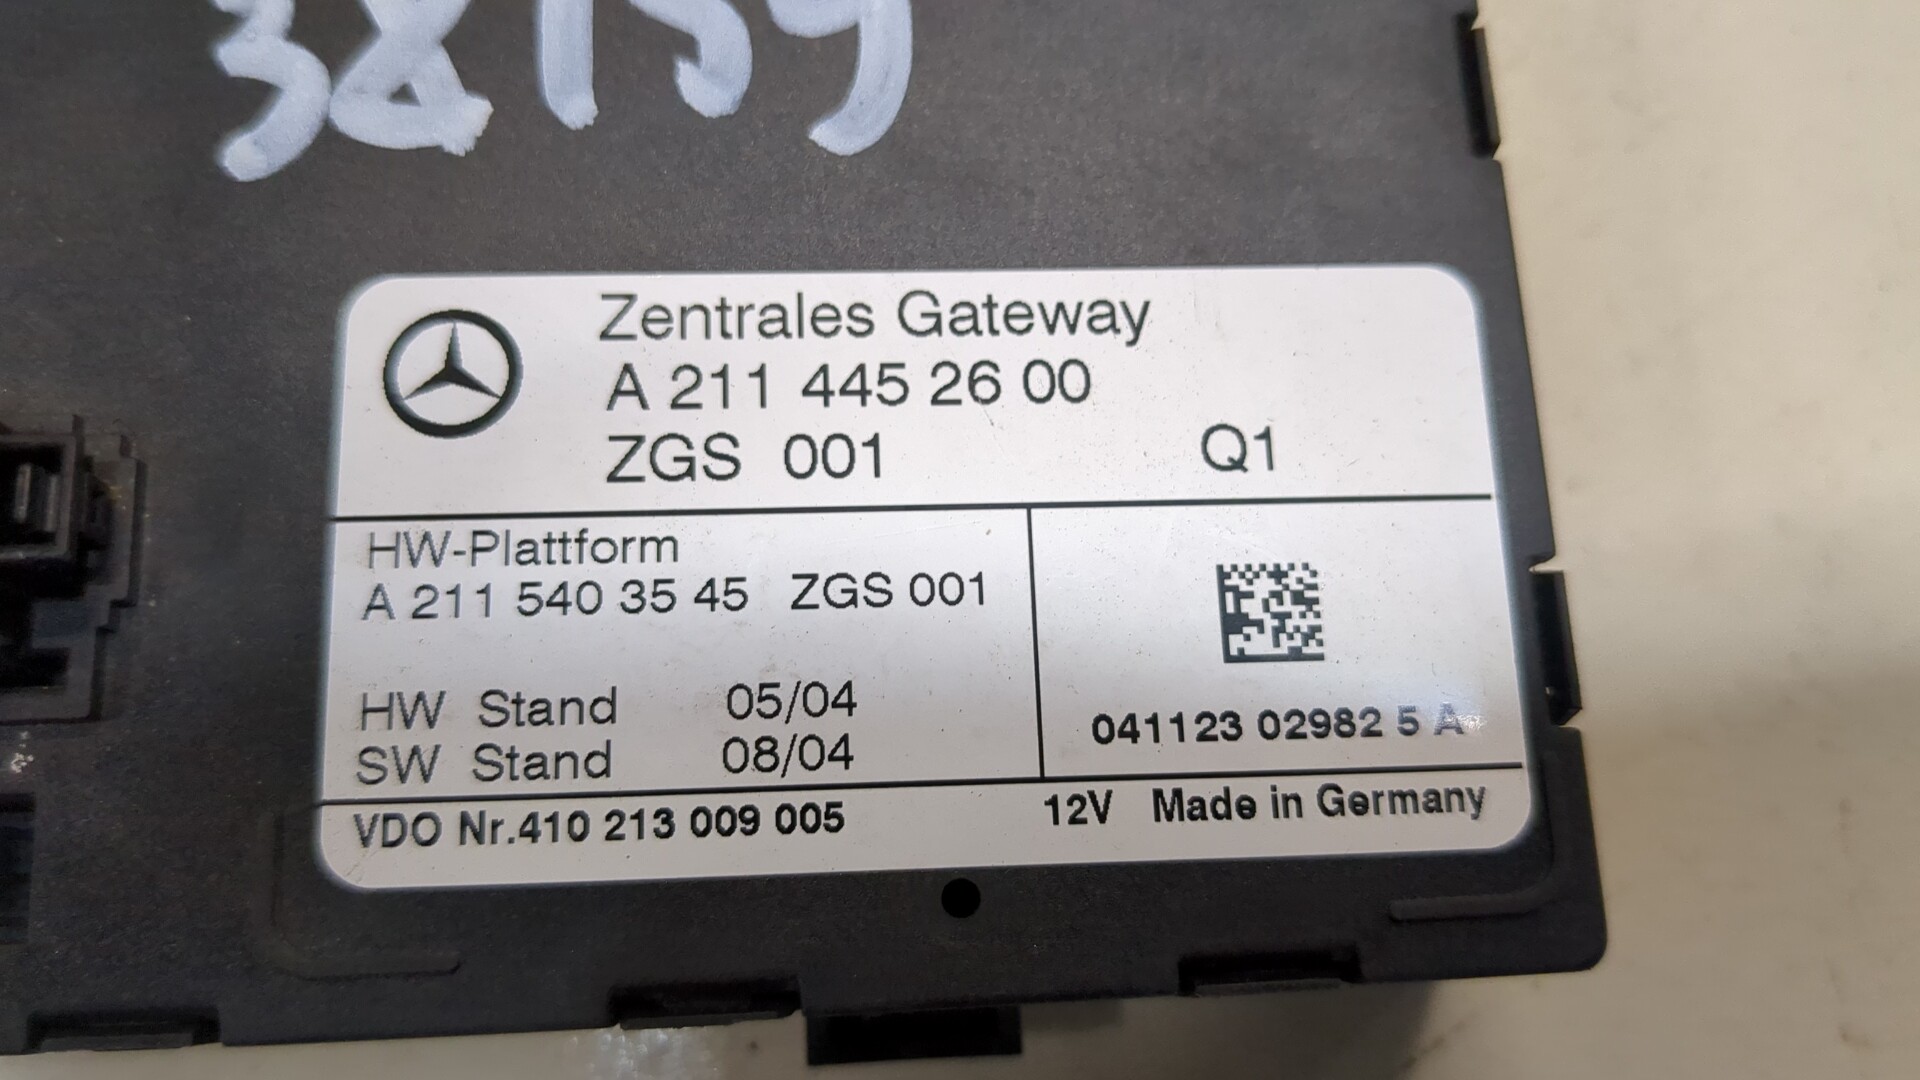 38159
Zentrales Gateway
A 211 445 26 00
ZGS 001 Q1
HW-Plattform
A 211 540 35 45 ZGS 001
HW Stand 05/04
SW Stand 08/04
041123 02982 5 A
VDO Nr.410 213 009 005 12V Made in Germany